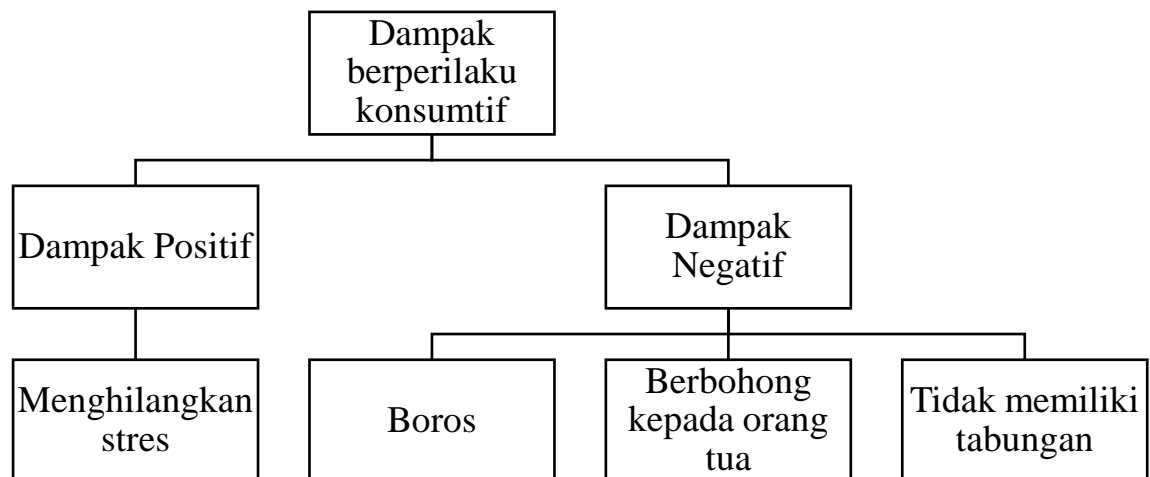 Dampak
berperilaku
konsumtif
Dampak Positif
Dampak
Negatif
Menghilangkan
stres
Boros
Berbohong
kepada orang
tua
Tidak memiliki
tabungan